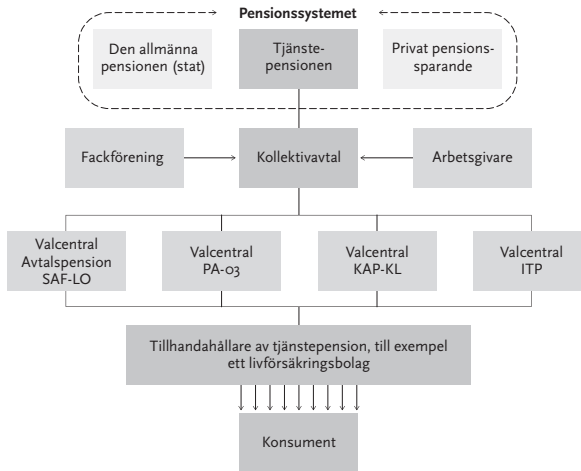 Pensionssystemet
Den allmänna
pensionen (stat)
Tjänste-
pensionen
Privat pensions-
sparande
Fackförening
Kollektivavtal
Arbetsgivare
Valcentral
Avtalspension
SAF-LO
Valcentral
PA-03
Valcentral
KAP-KL
Valcentral
ITP
Tillhandahållare av tjänstepension, till exempel
ett livförsäkringsbolag
Konsument